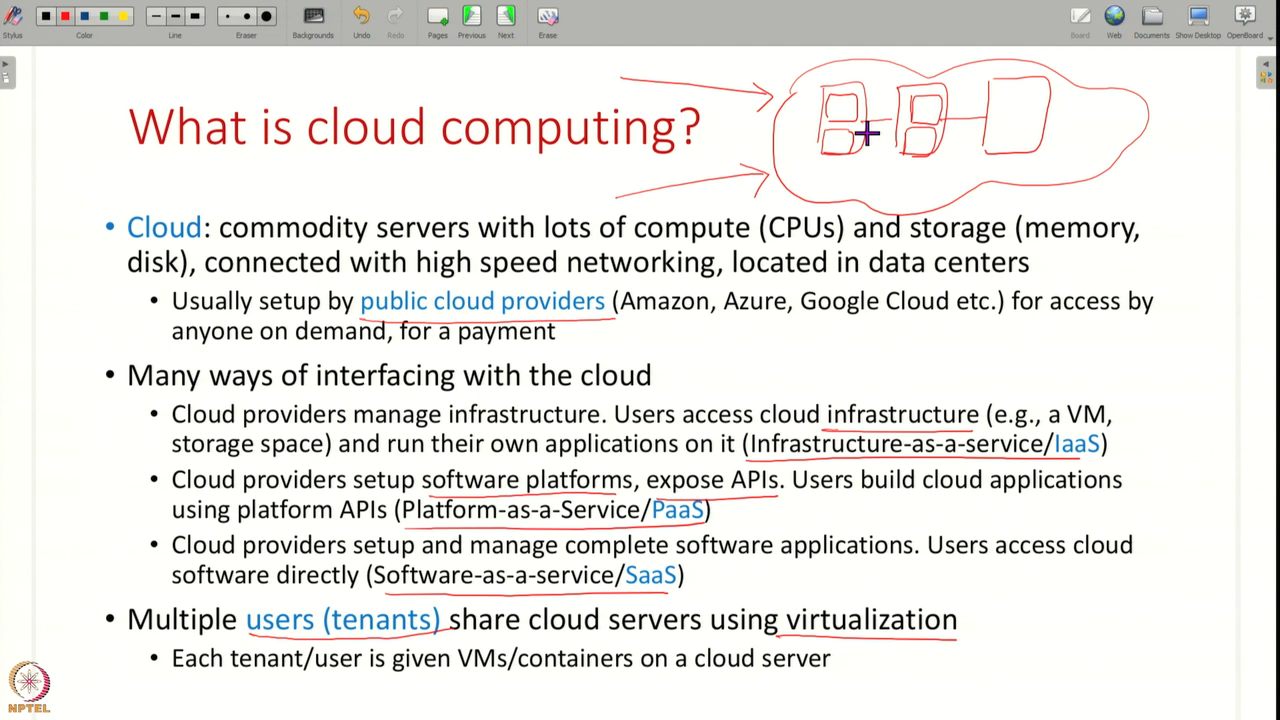 Stylus
Color
Line
Eraser
Backgrounds
Undo
Redo
Pages
Previous
Next
Erase
Board
Web
Documents
Show Desktop
OpenBoard
What is cloud computing?
• Cloud: commodity servers with lots of compute (CPUs) and storage (memory,
disk), connected with high speed networking, located in data centers
• Usually setup by public cloud providers (Amazon, Azure, Google Cloud etc.) for access by
anyone on demand, for a payment
• Many ways of interfacing with the cloud
• Cloud providers manage infrastructure. Users access cloud infrastructure (e.g., a VM,
storage space) and run their own applications on it (Infrastructure-as-a-service/IaaS)
• Cloud providers setup software platforms, expose APIs. Users build cloud applications
using platform APIs (Platform-as-a-Service/PaaS)
• Cloud providers setup and manage complete software applications. Users access cloud
software directly (Software-as-a-service/SaaS)
• Multiple users (tenants) share cloud servers using virtualization
• Each tenant/user is given VMs/containers on a cloud server
NPTEL